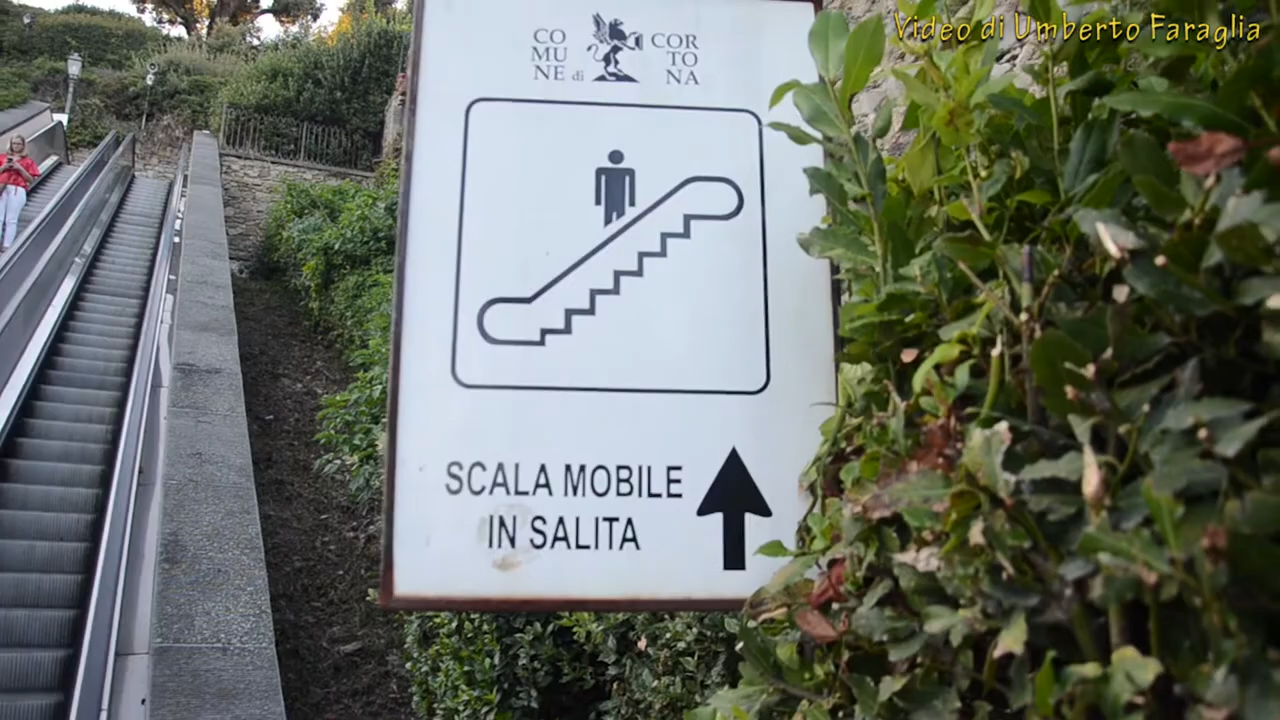 Video di Umberto Faraglia
CO COR
MU TO
NE di NA
SCALA MOBILE
IN SALITA